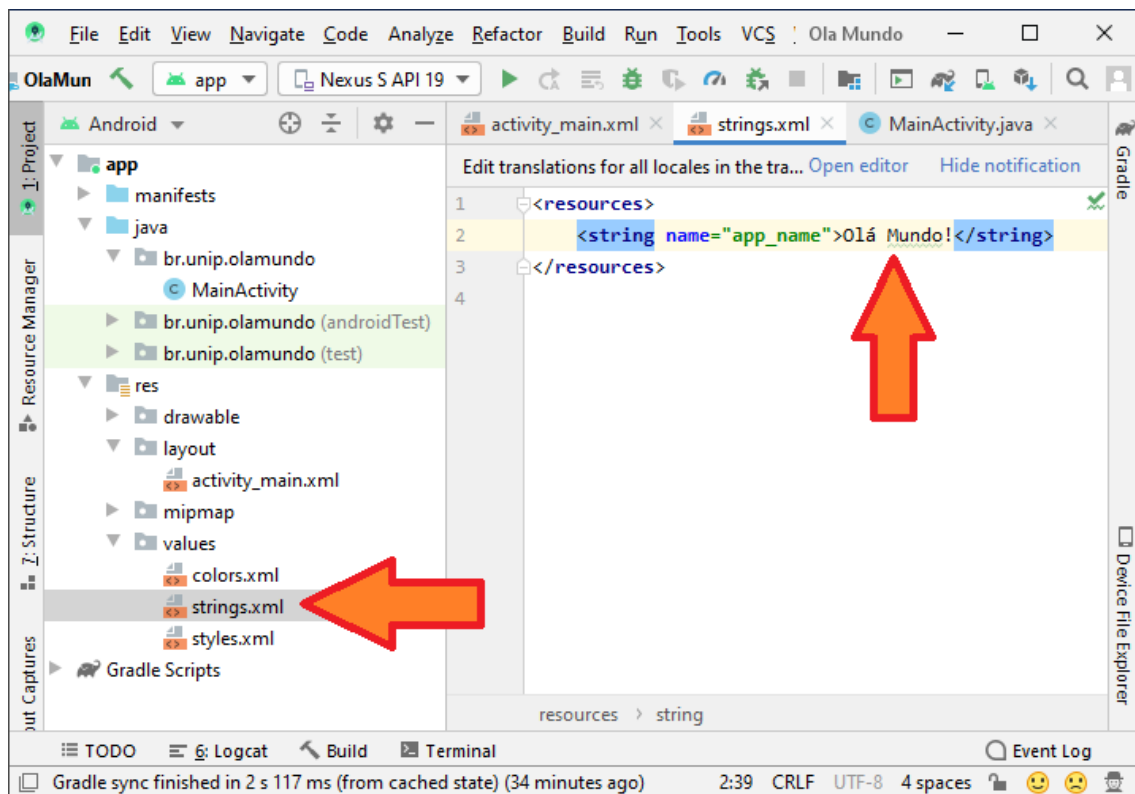 File Edit View Navigate Code Analyze Refactor Build Run Tools VCS Ola Mundo
OlaMun app Nexus S API 19
1: Project
Resource Manager
7: Structure
out Captures
Android
app
manifests
java
br.unip.olamundo
MainActivity
br.unip.olamundo (androidTest)
br.unip.olamundo (test)
res
drawable
layout
activity_main.xml
mipmap
values
colors.xml
strings.xml
styles.xml
Gradle Scripts
activity_main.xml strings.xml MainActivity.java
Edit translations for all locales in the tra... Open editor Hide notification
1 <resources>
2 <string name="app_name">Olá Mundo!</string>
3 </resources>
4
resources › string
Gradle
Device File Explorer
TODO 6: Logcat Build Terminal Event Log
Gradle sync finished in 2 s 117 ms (from cached state) (34 minutes ago) 2:39 CRLF UTF-8 4 spaces